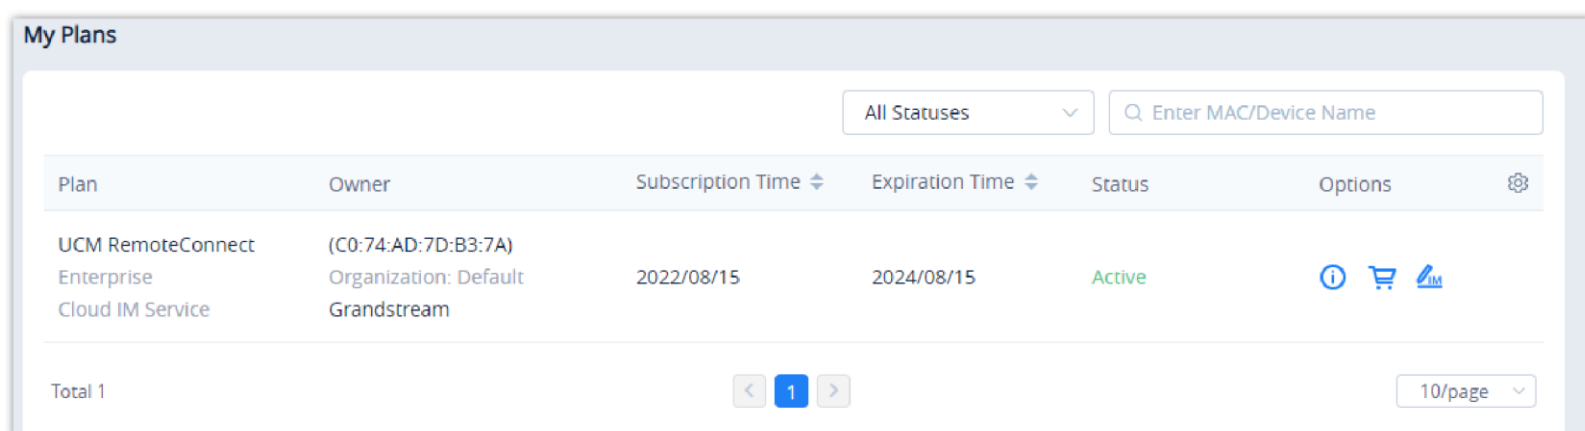 My Plans
All Statuses
Enter MAC/Device Name
Plan Owner Subscription Time Expiration Time Status Options
UCM RemoteConnect (C0:74:AD:7D:B3:7A)
Enterprise Organization: Default 2022/08/15 2024/08/15 Active IM
Cloud IM Service Grandstream
Total 1 < 1 > 10/page